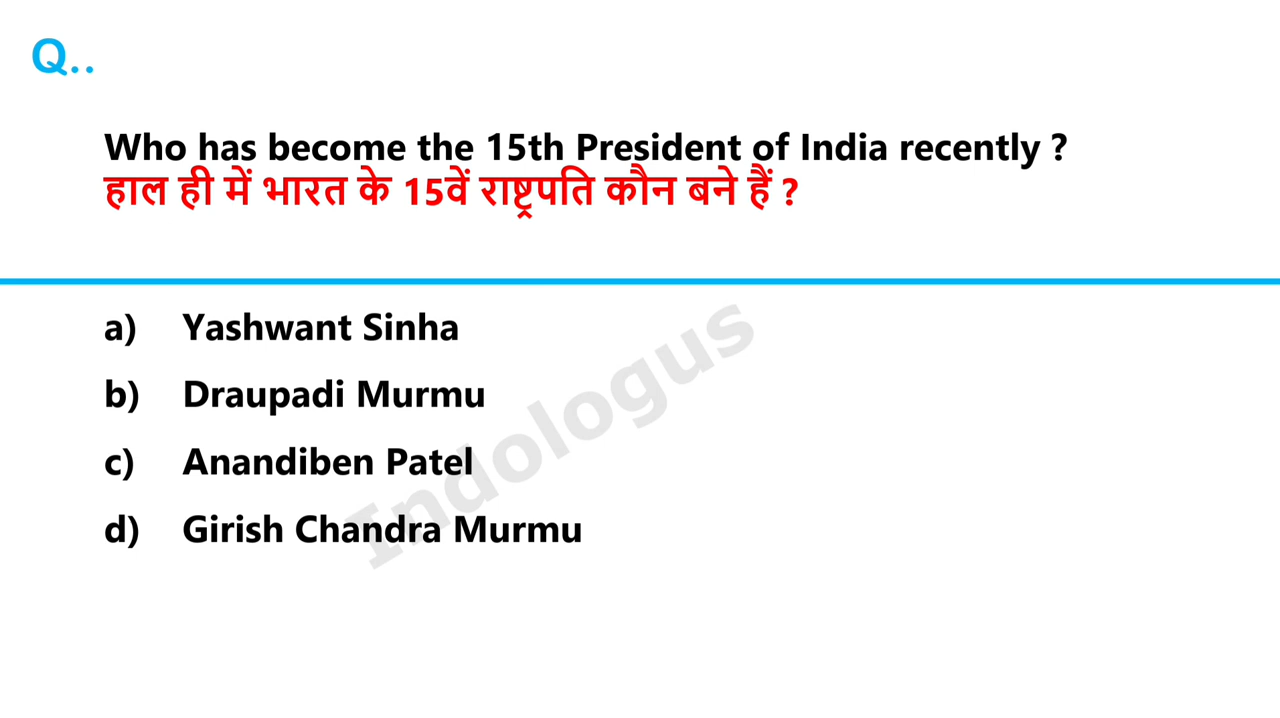 Q..
Who has become the 15th President of India recently ?
हाल ही में भारत के 15वें राष्ट्रपति कौन बने हैं ?
a) Yashwant Sinha
b) Draupadi Murmu
c) Anandiben Patel
d) Girish Chandra Murmu
Indologus